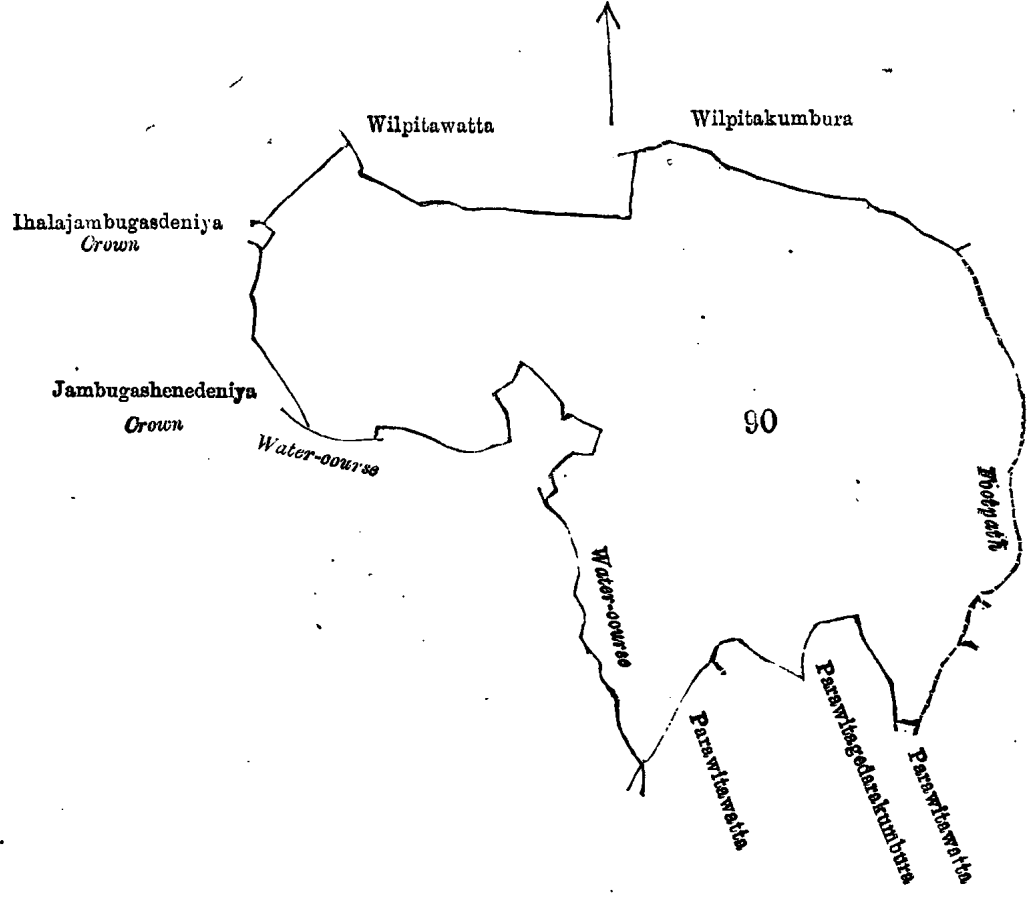 Wilpitawatta
Wilpitakumbura
Ihalajambugasdeniya
Crown
Jambugashenedeniya
Crown
Water-course
90
Footpath
Water-course
Parawitawatta
Parawitagedarakumbura
Parawitawatta